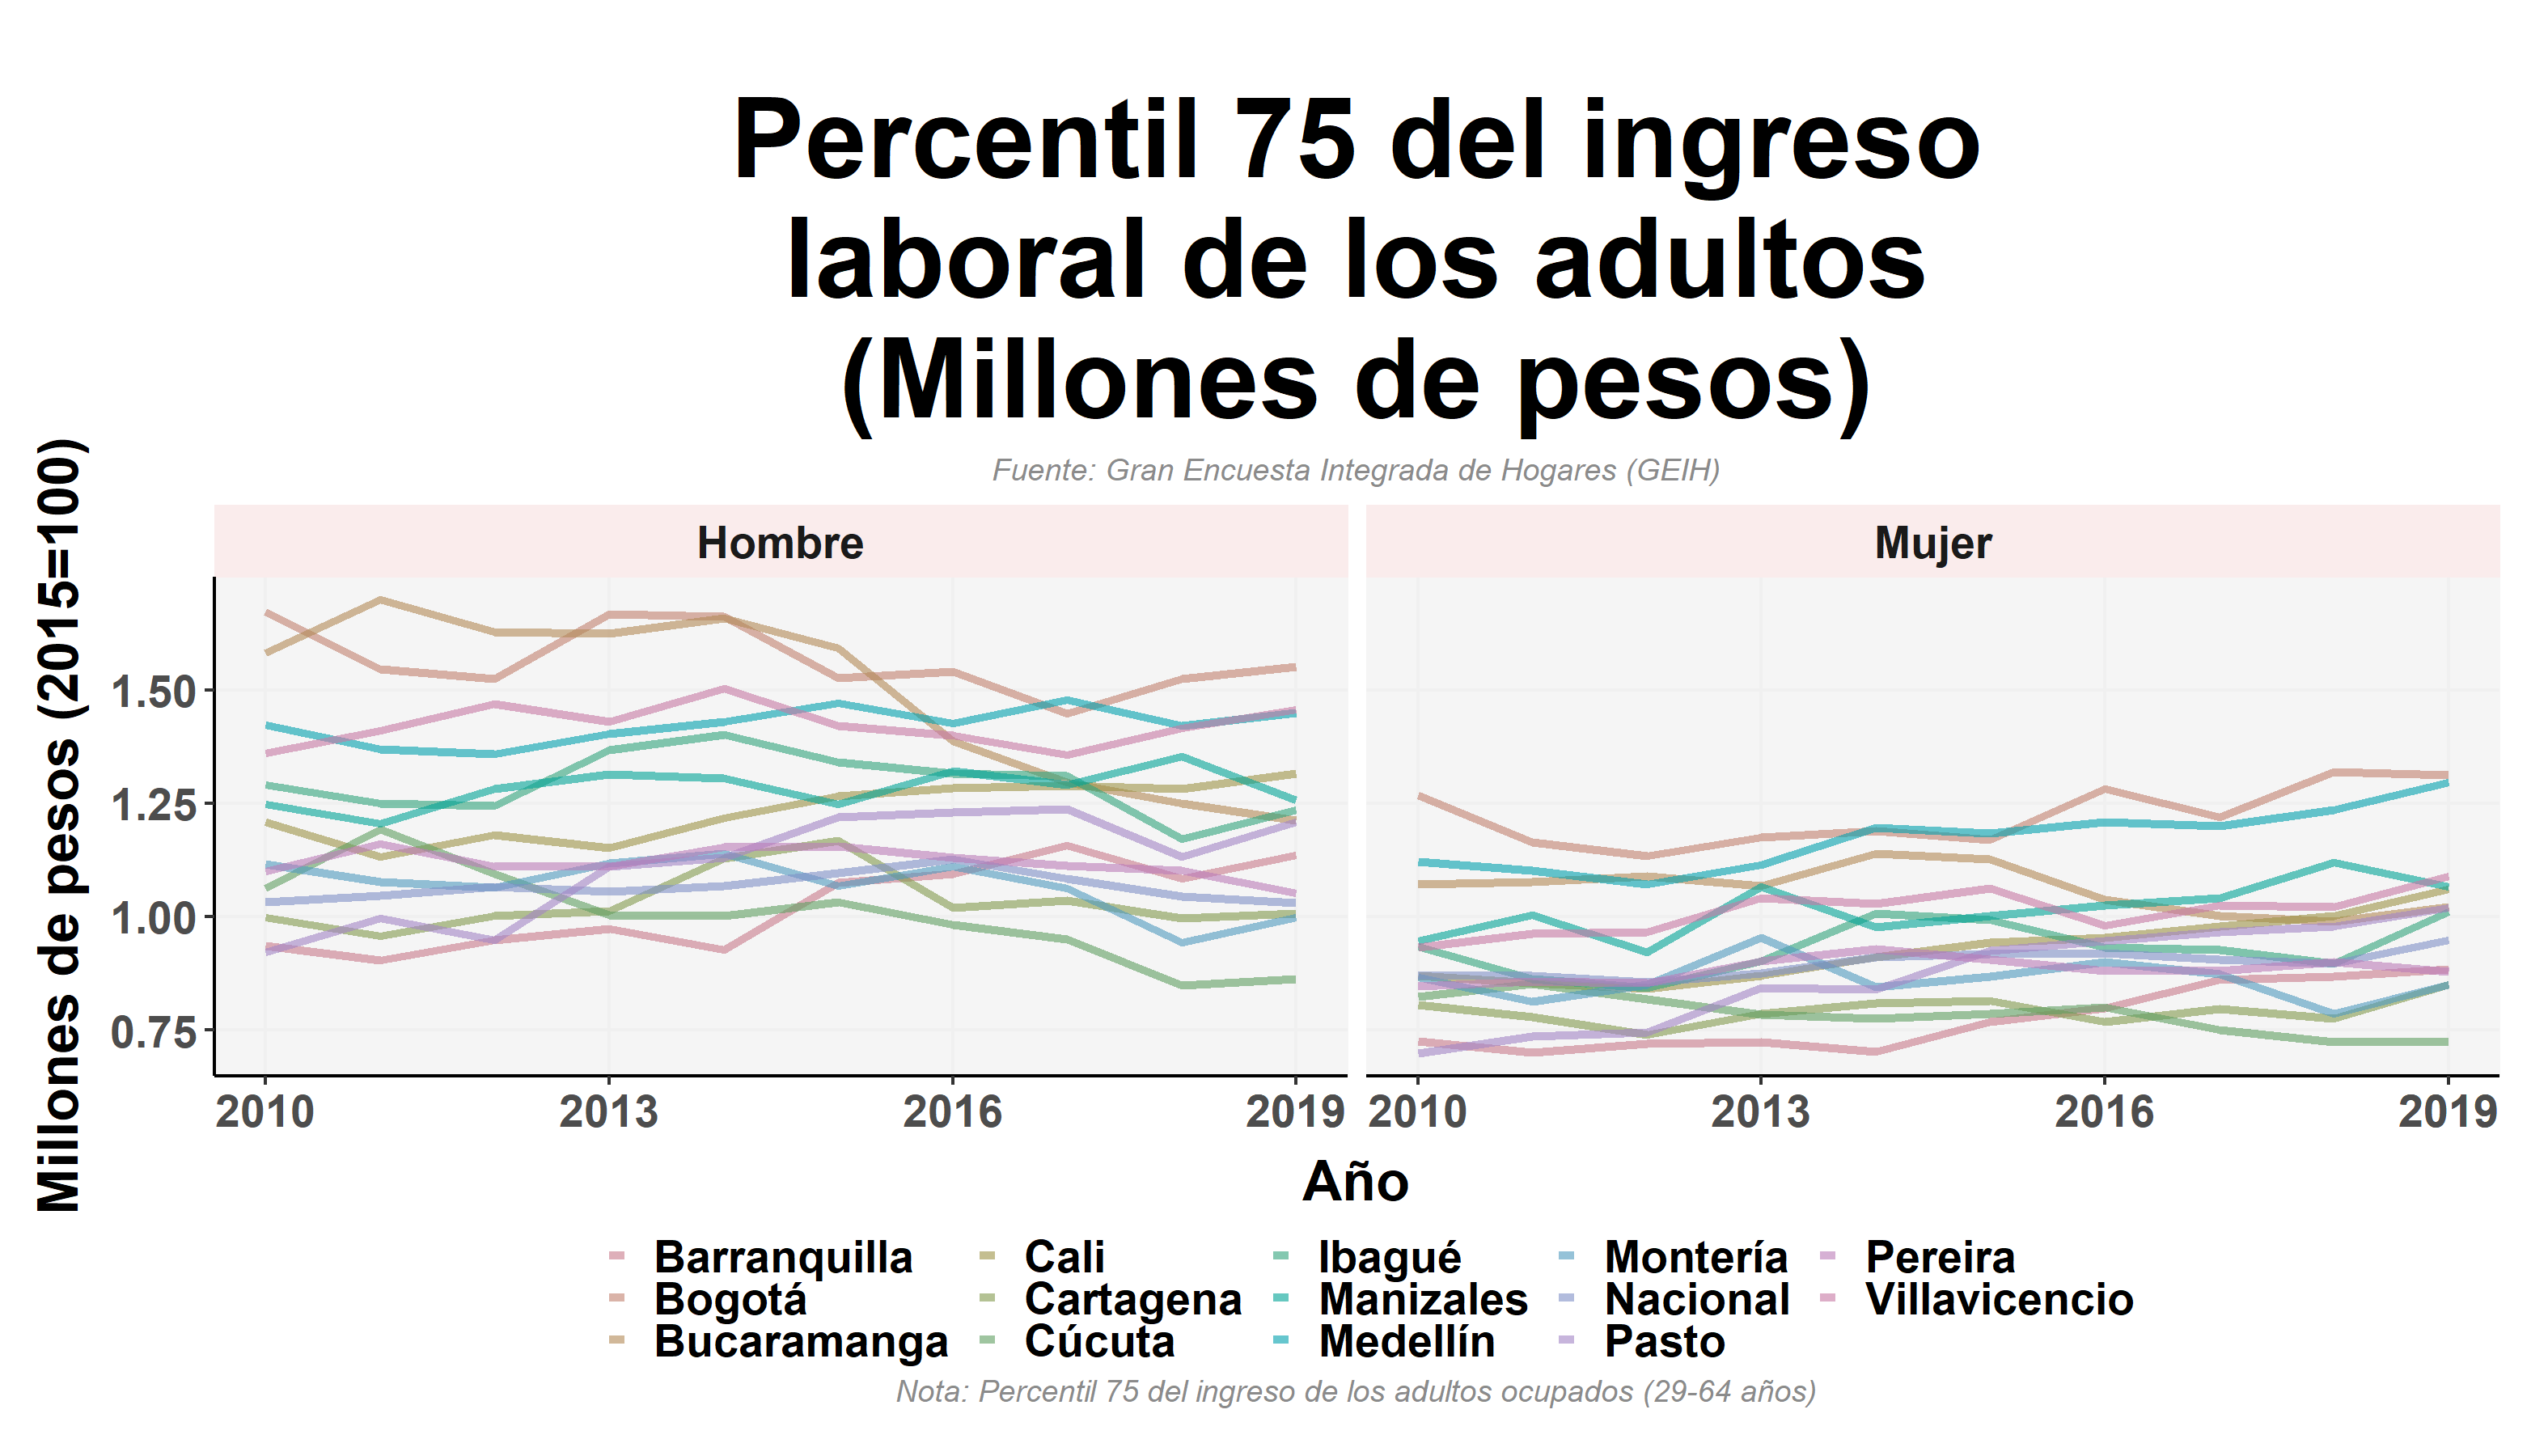 Percentil 75 del ingreso
laboral de los adultos
(Millones de pesos)
Fuente: Gran Encuesta Integrada de Hogares (GEIH)
Millones de pesos (2015=100)
Hombre
Mujer
1.50
1.25
1.00
0.75
2010 2013 2016 2019
2010 2013 2016 2019
Año
Barranquilla Cali Ibagué Montería Pereira
Bogotá Cartagena Manizales Nacional Villavicencio
Bucaramanga Cúcuta Medellín Pasto
Nota: Percentil 75 del ingreso de los adultos ocupados (29-64 años)